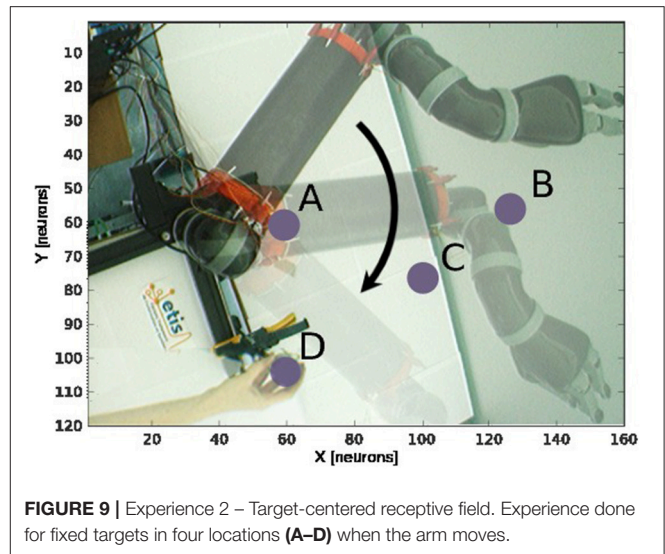 10
20
30
40
50
60
70
80
90
100
110
120
Y [neurons]
A
B
C
D
etis
20
40
60
80
100
120
140
160
X [neurons]
FIGURE 9 | Experience 2 – Target-centered receptive field. Experience done
for fixed targets in four locations (A–D) when the arm moves.